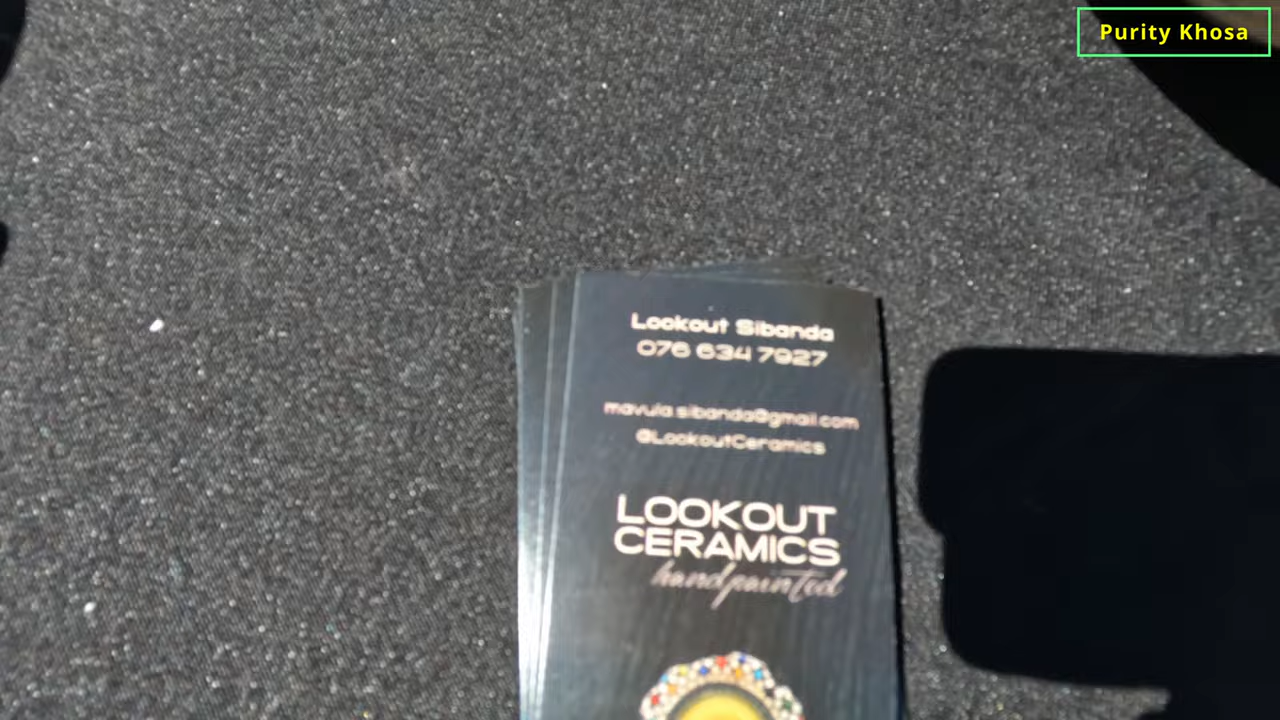 Purity Khosa
Lookout Sibanda
076 634 7927
mavula.sibanda@gmail.com
@LookoutCeramics
LOOKOUT
CERAMICS
handpainted